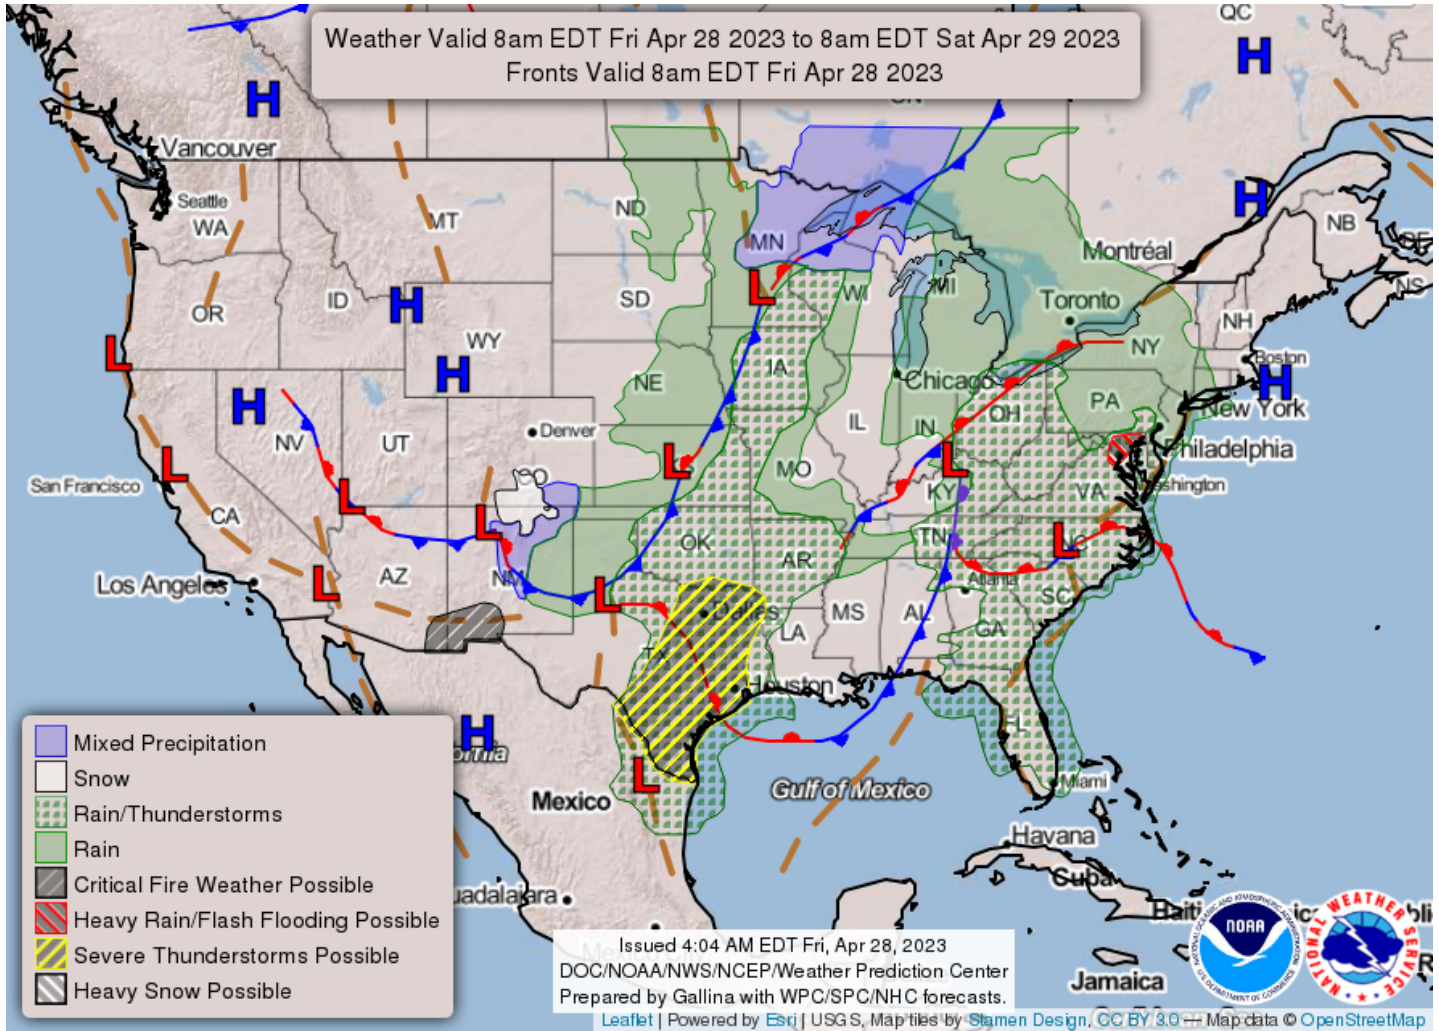 QC
Weather Valid 8am EDT Fri Apr 28 2023 to 8am EDT Sat Apr 29 2023
Fronts Valid 8am EDT Fri Apr 28 2023
H
H
Vancouver
Seattle
WA
MT
ND
MN
H
NB
Montréal
OR
ID
H
SD
L
WI
MI
Toronto
NS
NH
L
WY
H
NE
IA
Chicago
NY
Boston
H
H
NV
UT
Denver
IL
IN
OH
PA
New York
Philadelphia
L
San Francisco
L
CO
L
MO
L
KY
VA
Washington
CA
L
OK
AR
TN
L
NC
Los Angeles
L
AZ
NM
L
Dallas
MS
AL
Atlanta
SC
GA
LA
TX
Houston
FL
H
L
Mexico
Gulf of Mexico
Miami
Havana
Cuba
Mixed Precipitation
Snow
Rain/Thunderstorms
Rain
Critical Fire Weather Possible
Heavy Rain/Flash Flooding Possible
Severe Thunderstorms Possible
Heavy Snow Possible
uadalajara
Haiti
Jamaica
NOAA
NATIONAL WEATHER SERVICE
Issued 4:04 AM EDT Fri, Apr 28, 2023
DOC/NOAA/NWS/NCEP/Weather Prediction Center
Prepared by Gallina with WPC/SPC/NHC forecasts.
Leaflet | Powered by Esri | USGS, Map tiles by Stamen Design, CC BY 3.0 — Map data © OpenStreetMap